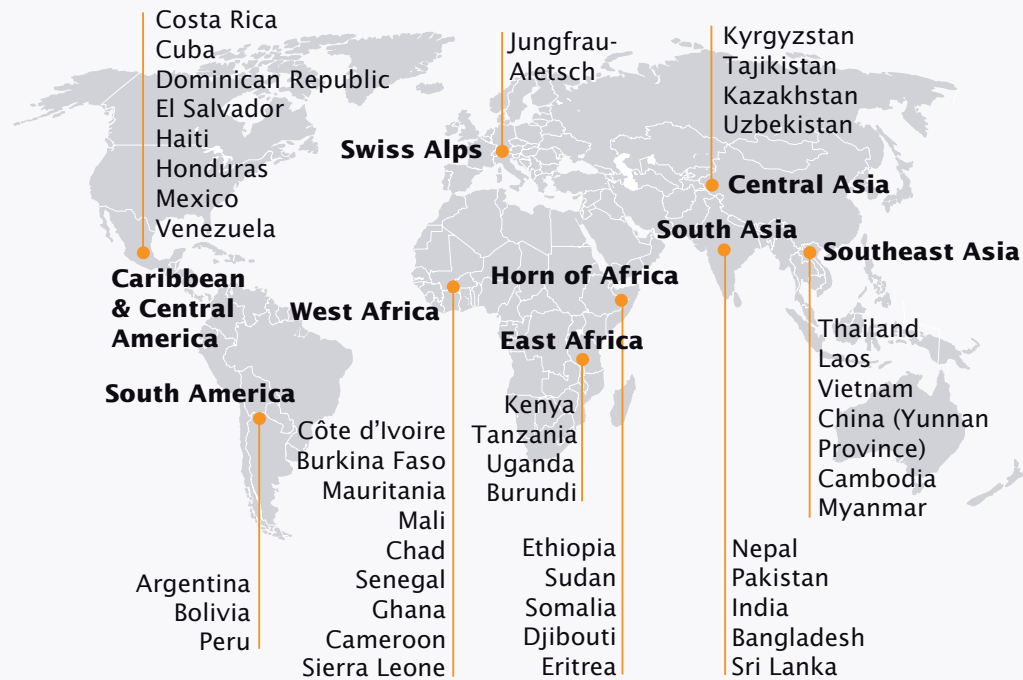 Costa Rica
Cuba
Dominican Republic
El Salvador
Haiti
Honduras
Mexico
Venezuela
Caribbean
& Central
America
Jungfrau-
Aletsch
Swiss Alps
Kyrgyzstan
Tajikistan
Kazakhstan
Uzbekistan
Central Asia
South Asia
Southeast Asia
Horn of Africa
West Africa
East Africa
South America
Thailand
Laos
Vietnam
China (Yunnan
Province)
Cambodia
Myanmar
Kenya
Tanzania
Uganda
Burundi
Côte d’Ivoire
Burkina Faso
Mauritania
Mali
Chad
Senegal
Ghana
Cameroon
Sierra Leone
Argentina
Bolivia
Peru
Ethiopia
Sudan
Somalia
Djibouti
Eritrea
Nepal
Pakistan
India
Bangladesh
Sri Lanka